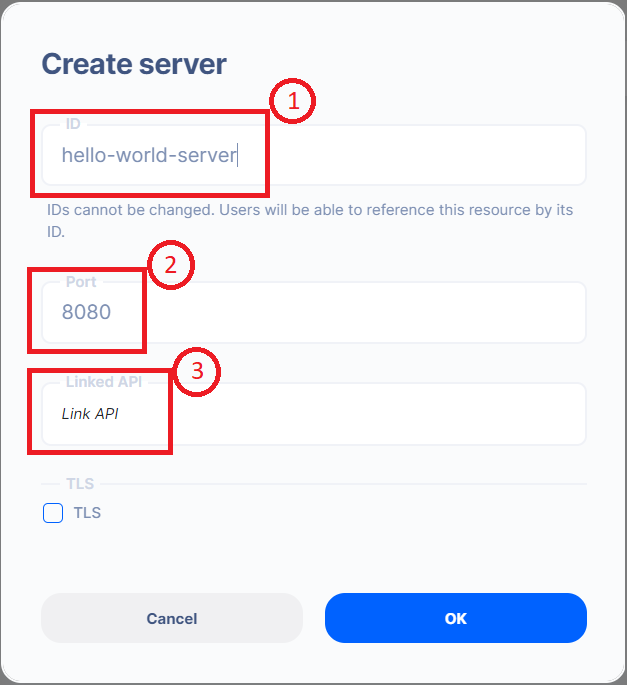 Create server
1
ID
hello-world-server
IDs cannot be changed. Users will be able to reference this resource by its
ID.
2
Port
8080
3
Linked API
Link API
TLS
TLS
Cancel
OK